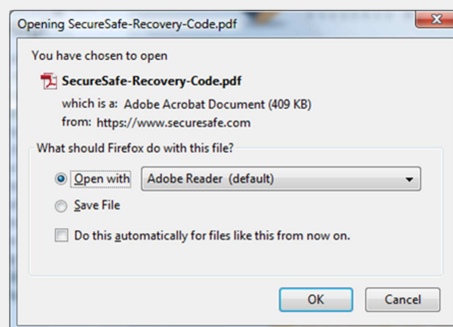 Opening SecureSafe-Recovery-Code.pdf
You have chosen to open
SecureSafe-Recovery-Code.pdf
which is a: Adobe Acrobat Document (409 KB)
from: https://www.securesafe.com
What should Firefox do with this file?
Open with Adobe Reader (default)
Save File
Do this automatically for files like this from now on.
OK Cancel